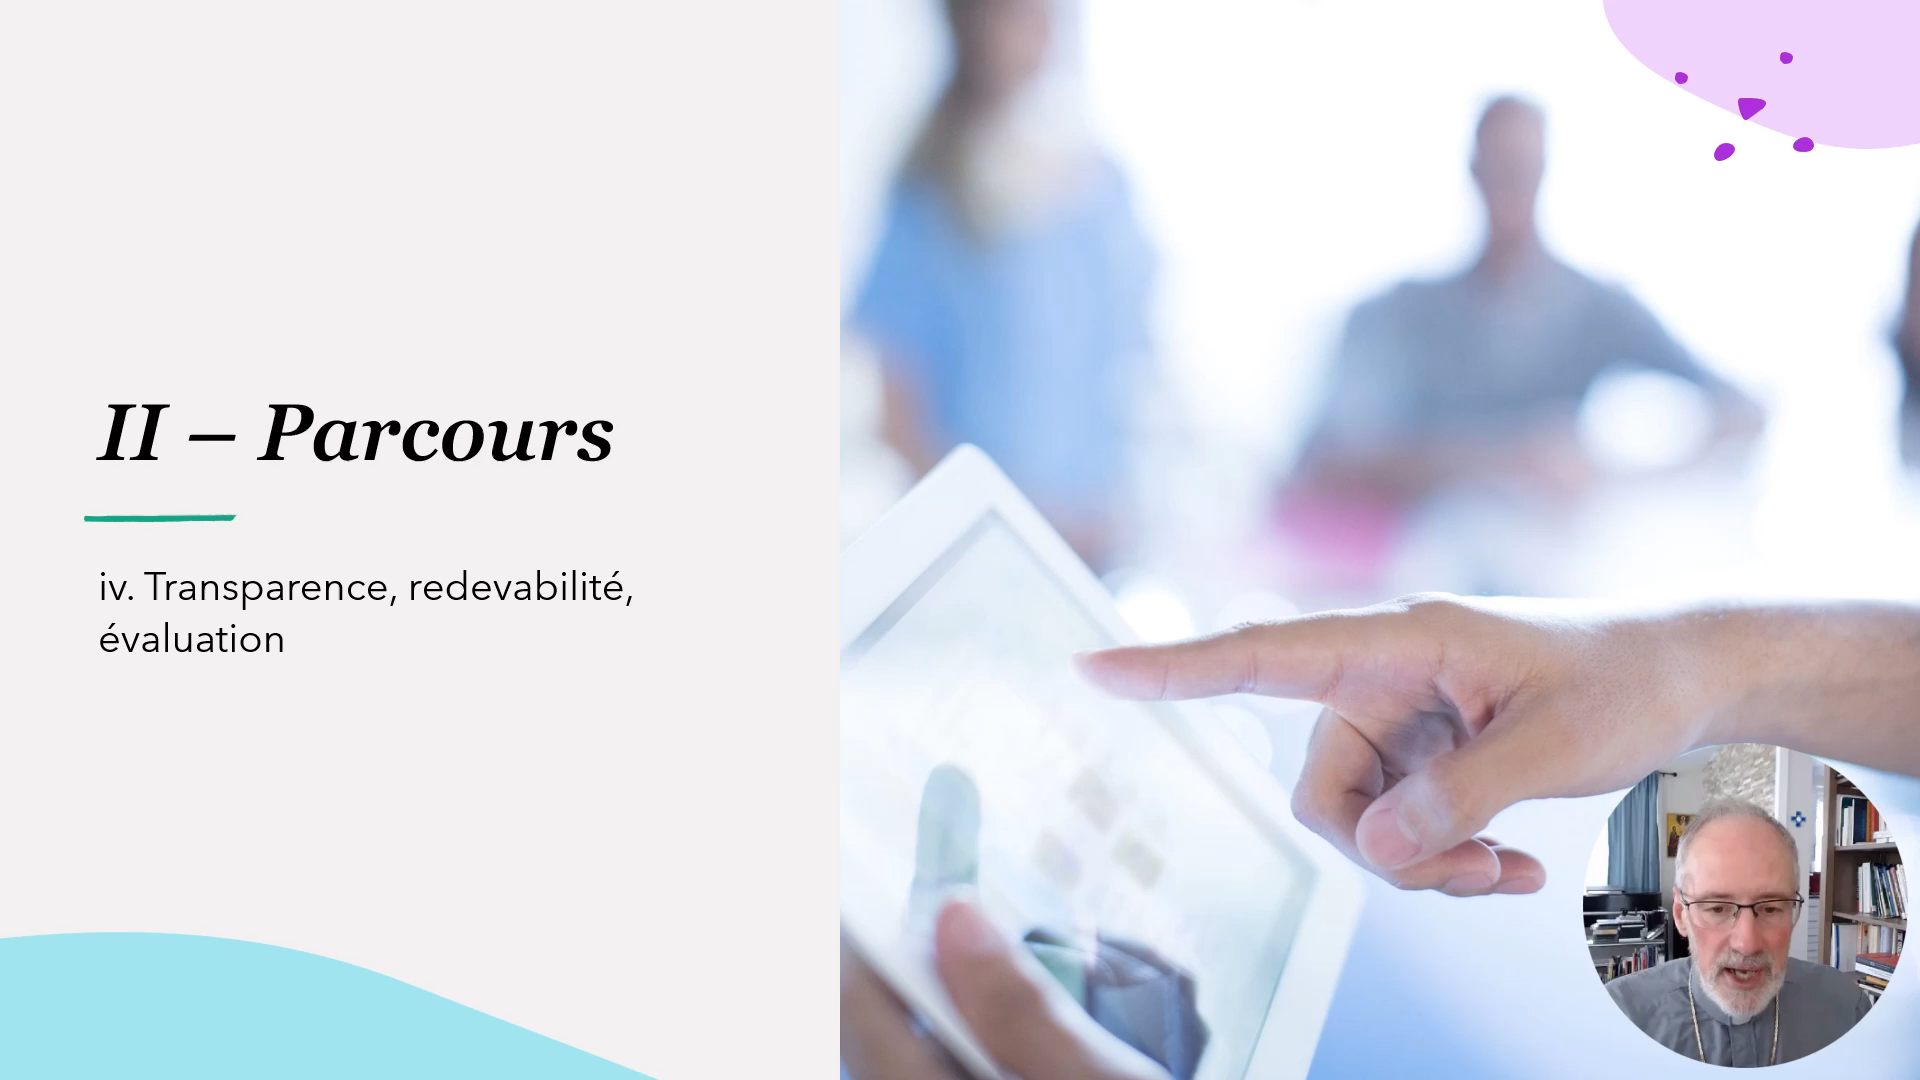 II – Parcours
iv. Transparence, redevabilité,
évaluation